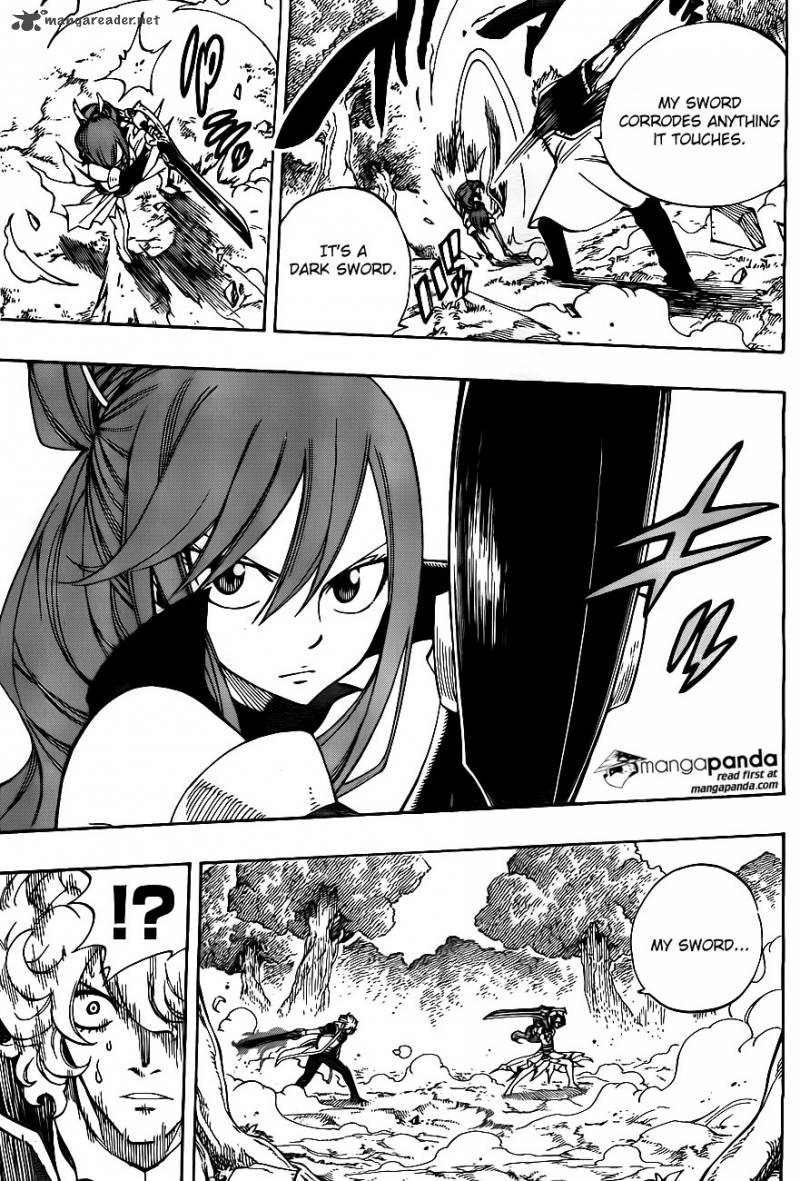 MY SWORD
CORRODES ANYTHING
IT TOUCHES.
IT'S A
DARK SWORD.
mangareader.net
mangapanda
read first at
mangapanda.com
MY SWORD...
!?